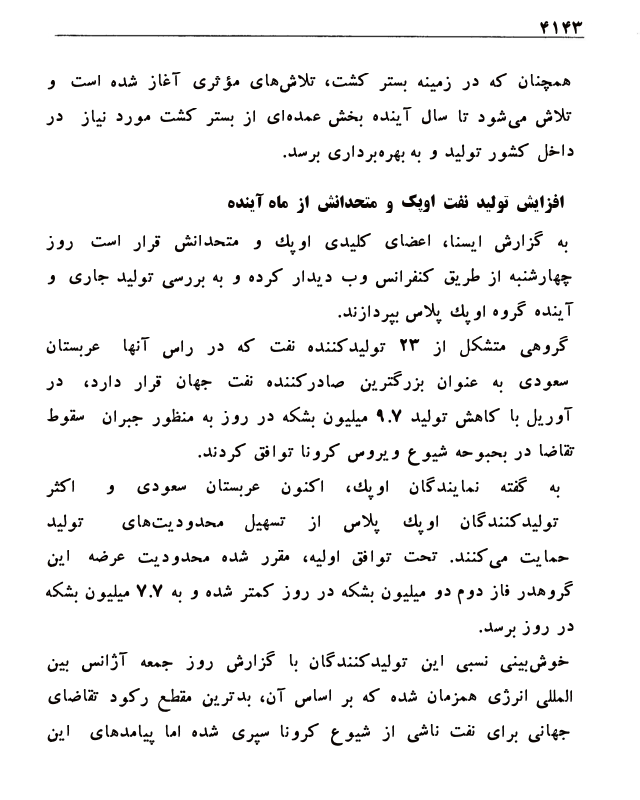 ۴۱۴۳
همچنان که در زمینه بستر کشت، تلاش‌های مؤثری آغاز شده است و
تلاش می‌شود تا سال آینده بخش عمده‌ای از بستر کشت مورد نیاز در
داخل کشور تولید و به بهره‌برداری برسد.
افزایش تولید نفت اوپک و متحدانش از ماه آینده
به گزارش ایسنا، اعضای کلیدی اوپك و متحدانش قرار است روز
چهارشنبه از طریق کنفرانس وب دیدار کرده و به بررسی تولید جاری و
آینده گروه اوپك پلاس بپردازند.
گروهی متشکل از ۲۳ تولیدکننده نفت که در راس آنها عربستان
سعودی به عنوان بزرگترین صادرکننده نفت جهان قرار دارد، در
آوریل با کاهش تولید ۹.۷ میلیون بشکه در روز به منظور جبران سقوط
تقاضا در بحبوحه شیوع ویروس کرونا توافق کردند.
به گفته نمایندگان اوپك، اکنون عربستان سعودی و اکثر
تولیدکنندگان اوپك پلاس از تسهیل محدودیت‌های تولید
حمایت می‌کنند. تحت توافق اولیه، مقرر شده محدودیت عرضه این
گروهدر فاز دوم دو میلیون بشکه در روز کمتر شده و به ۷.۷ میلیون بشکه
در روز برسد.
خوش‌بینی نسبی این تولیدکنندگان با گزارش روز جمعه آژانس بین
المللی انرژی همزمان شده که بر اساس آن، بدترین مقطع رکود تقاضای
جهانی برای نفت ناشی از شیوع کرونا سپری شده اما پیامدهای این